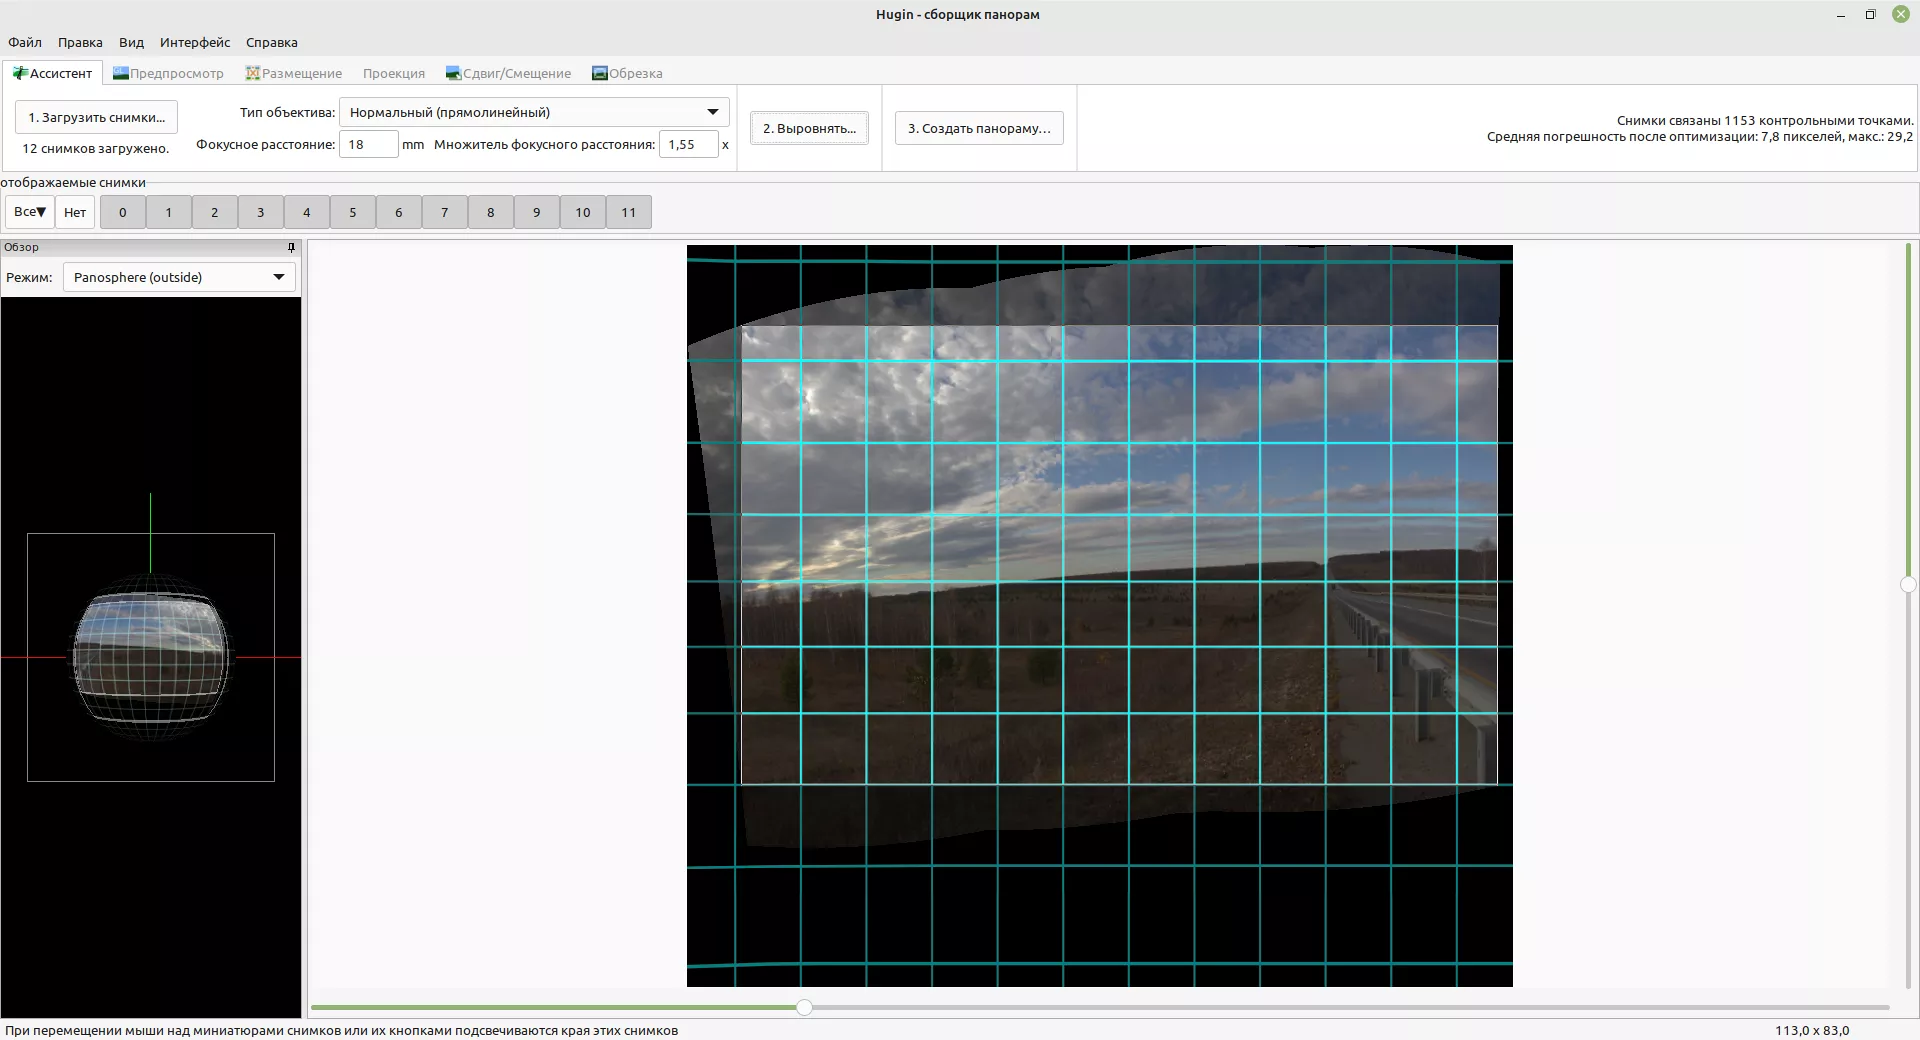 Hugin - сборщик панорам
Файл Правка Вид Интерфейс Справка
Ассистент Предпросмотр Размещение Проекция Сдвиг/Смещение Обрезка
1. Загрузить снимки...
12 снимков загружено.
Тип объектива: Нормальный (прямолинейный)
Фокусное расстояние: 18 mm Множитель фокусного расстояния: 1,55 x
2. Выровнять...
3. Создать панораму...
Снимки связаны 1153 контрольными точками.
Средняя погрешность после оптимизации: 7,8 пикселей, макс.: 29,2
отображаемые снимки
Все Нет 0 1 2 3 4 5 6 7 8 9 10 11
Обзор
Режим: Panosphere (outside)
При перемещении мыши над миниатюрами снимков или их кнопками подсвечиваются края этих снимков
113,0 x 83,0